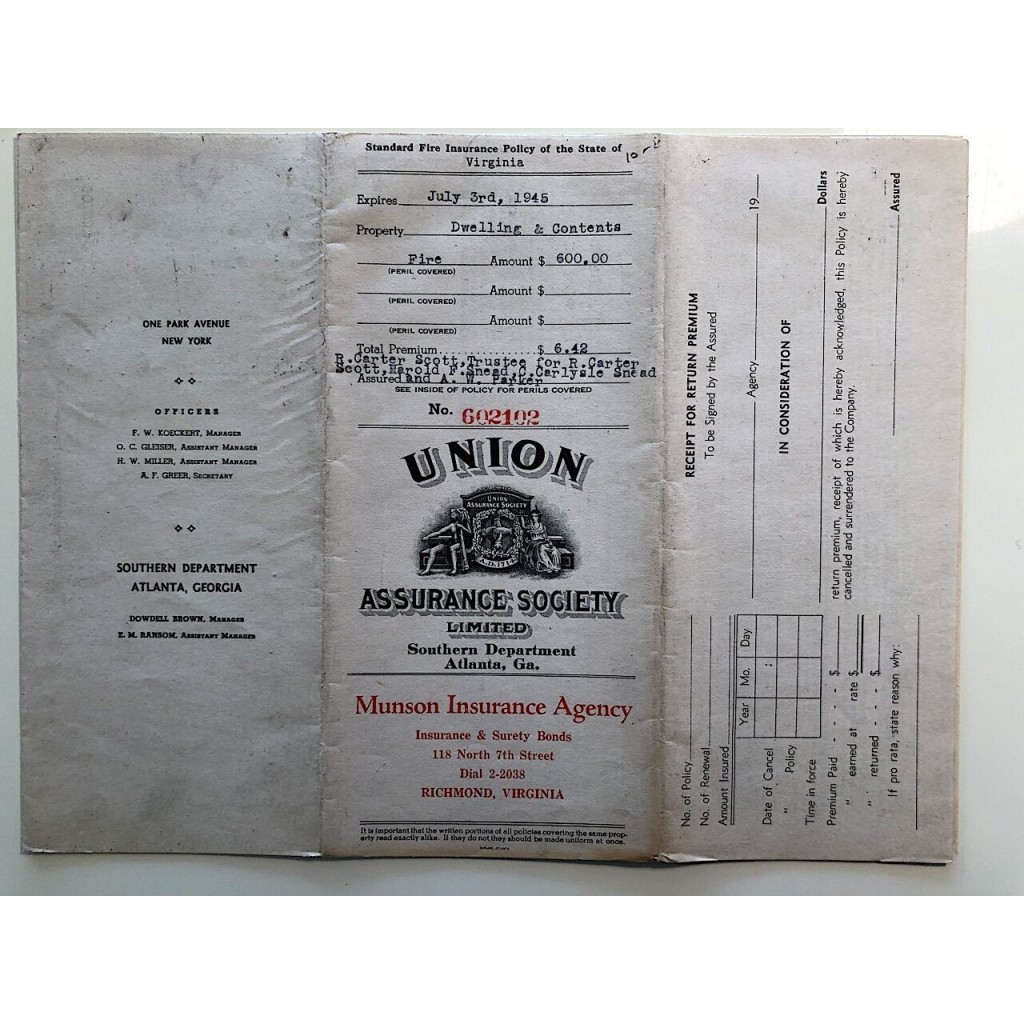 ONE PARK AVENUE
NEW YORK
OFFICERS
F. W. KOECKERT, MANAGER
O. C. GLEISER, ASSISTANT MANAGER
H. W. MILLER, ASSISTANT MANAGER
A. F. GREER, SECRETARY
SOUTHERN DEPARTMENT
ATLANTA, GEORGIA
DOWDELL BROWN, MANAGER
E. M. RANSOM, ASSISTANT MANAGER
Standard Fire Insurance Policy of the State of
Virginia
Expires July 3rd, 1945
Property Dwelling & Contents
Fire Amount $ 600.00
(PERIL COVERED)
Amount $
(PERIL COVERED)
Amount $
(PERIL COVERED)
Total Premium................$ 6.42
R.Carter Scott,Trustee for R.Carter
Scott,Harold F.Snead,C.Carlysle Snead
Assured and A. W. Parker
SEE INSIDE OF POLICY FOR PERILS COVERED
No. 602102
UNION
UNION
ASSURANCE SOCIETY
A.D. 1714
ASSURANCE SOCIETY
LIMITED
Southern Department
Atlanta, Ga.
Munson Insurance Agency
Insurance & Surety Bonds
118 North 7th Street
Dial 2-2038
RICHMOND, VIRGINIA
It is important that the written portions of all policies covering the same prop-
erty read exactly alike. If they do not, they should be made uniform at once.
RECEIPT FOR RETURN PREMIUM
To be Signed by the Assured
No. of Policy
No. of Renewal
Amount Insured
Agency 19
Year Mo. Day
Date of Cancel
" Policy
Time in force
IN CONSIDERATION OF
Dollars
Premium Paid - - - - $
" earned at rate $
" returned - - - $
return premium, receipt of which is hereby acknowledged, this Policy is hereby
cancelled and surrendered to the Company.
If pro rata, state reason why:
Assured